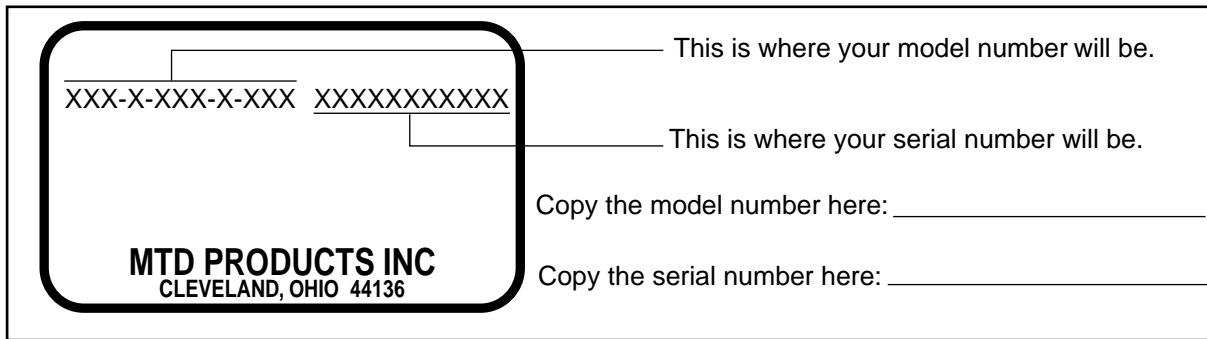 This is where your model number will be.
XXX-X-XXX-X-XXX XXXXXXXXXXX
This is where your serial number will be.
Copy the model number here:
MTD PRODUCTS INC
CLEVELAND, OHIO 44136
Copy the serial number here: